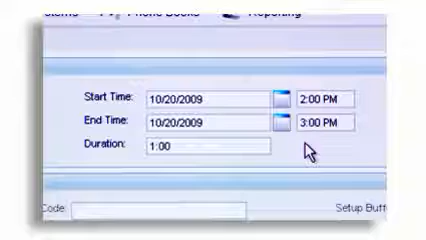 Phone Books Reporting
Start Time: 10/20/2009 2:00 PM
End Time: 10/20/2009 3:00 PM
Duration: 1:00
Code: Setup Butt